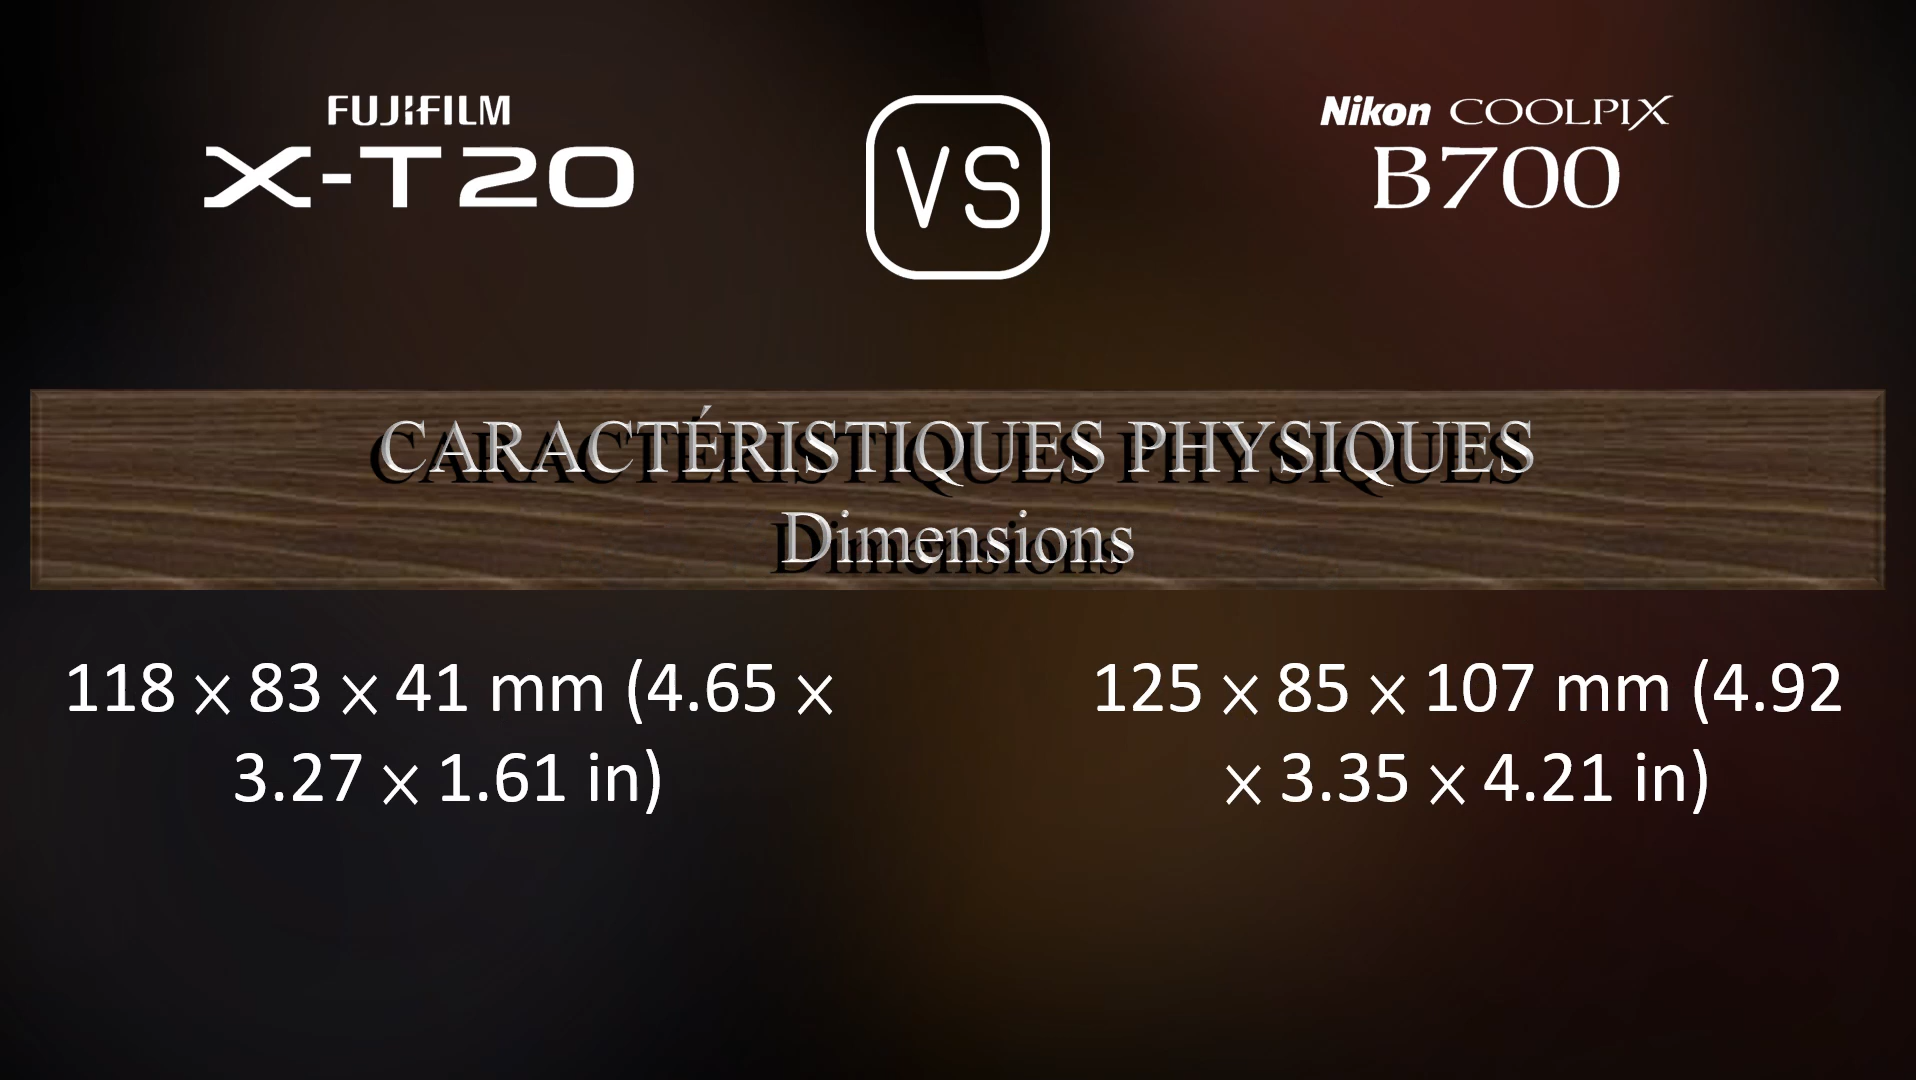 FUJIFILM
X-T20
VS
Nikon COOLPIX
B700
CARACTÉRISTIQUES PHYSIQUES
Dimensions
118 x 83 x 41 mm (4.65 x
3.27 x 1.61 in)
125 x 85 x 107 mm (4.92
x 3.35 x 4.21 in)